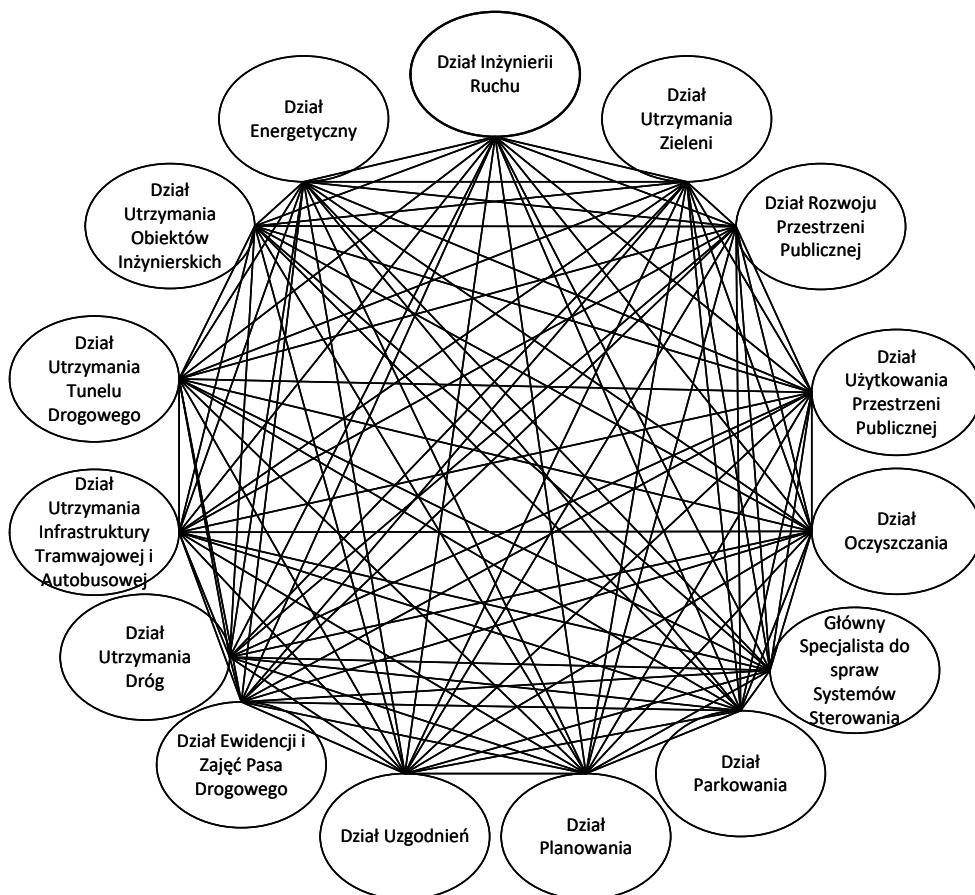 Dział Inżynierii
Ruchu
Dział
Utrzymania
Zieleni
Dział Rozwoju
Przestrzeni
Publicznej
Dział
Użytkowania
Przestrzeni
Publicznej
Dział
Oczyszczania
Główny
Specjalista do
spraw
Systemów
Sterowania
Dział
Parkowania
Dział
Planowania
Dział Uzgodnień
Dział Ewidencji i
Zajęć Pasa
Drogowego
Dział
Utrzymania
Dróg
Dział
Utrzymania
Infrastruktury
Tramwajowej i
Autobusowej
Dział
Utrzymania
Tunelu
Drogowego
Dział
Utrzymania
Obiektów
Inżynierskich
Dział
Energetyczny